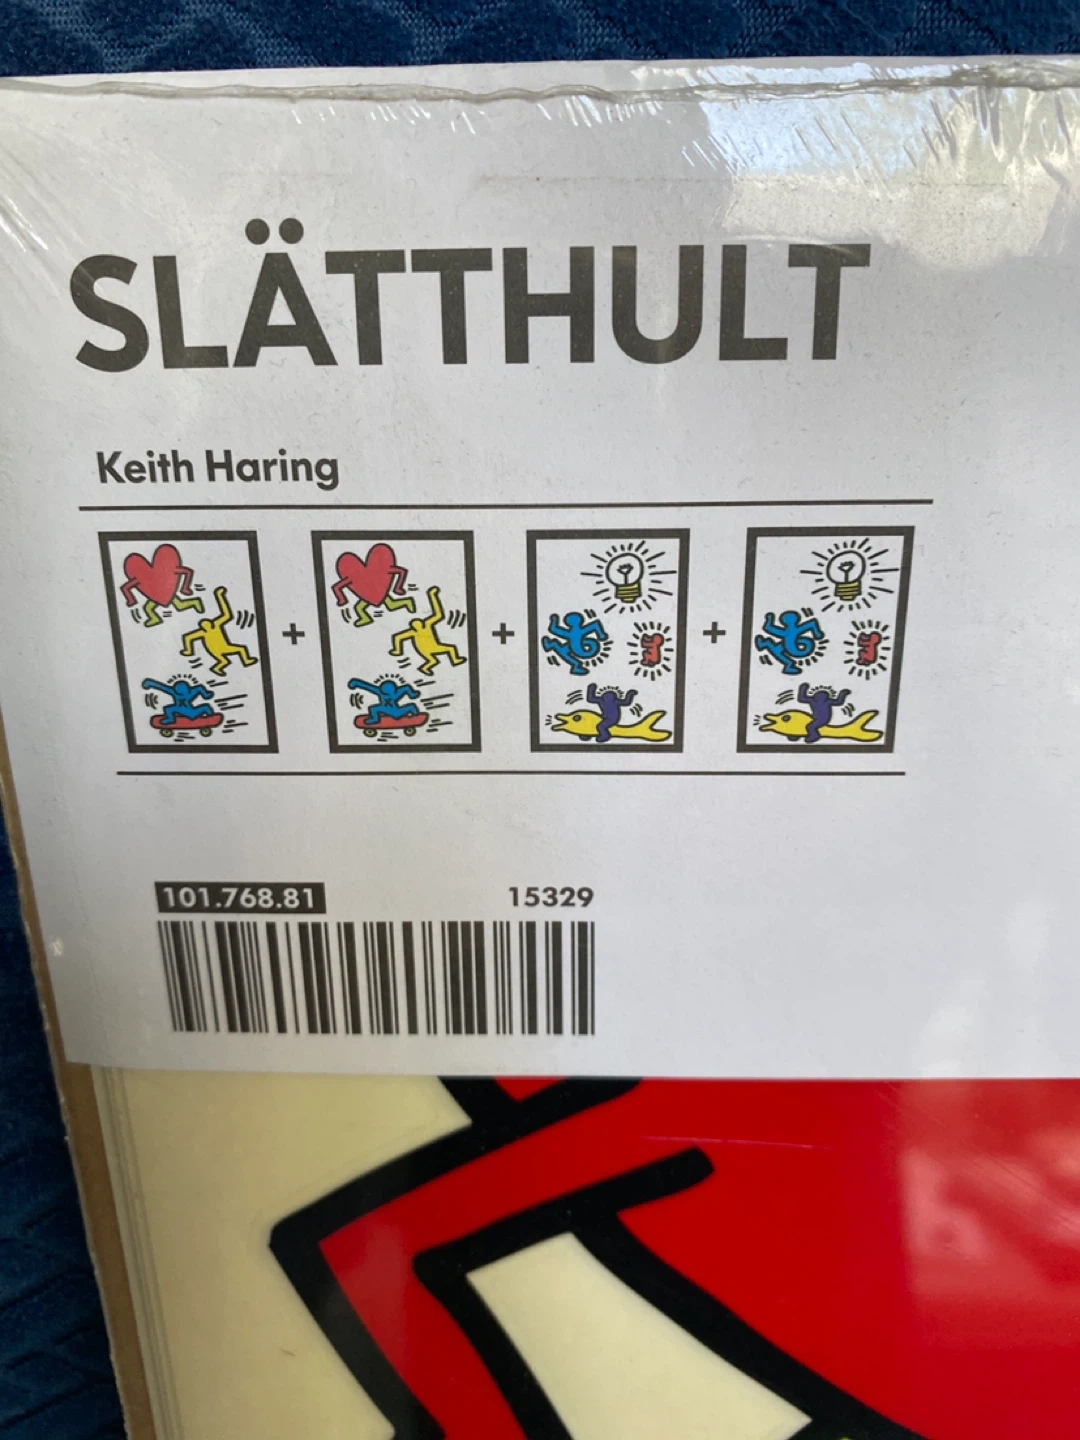 SLÄTTHULT
Keith Haring
+ + +
101.768.81 15329